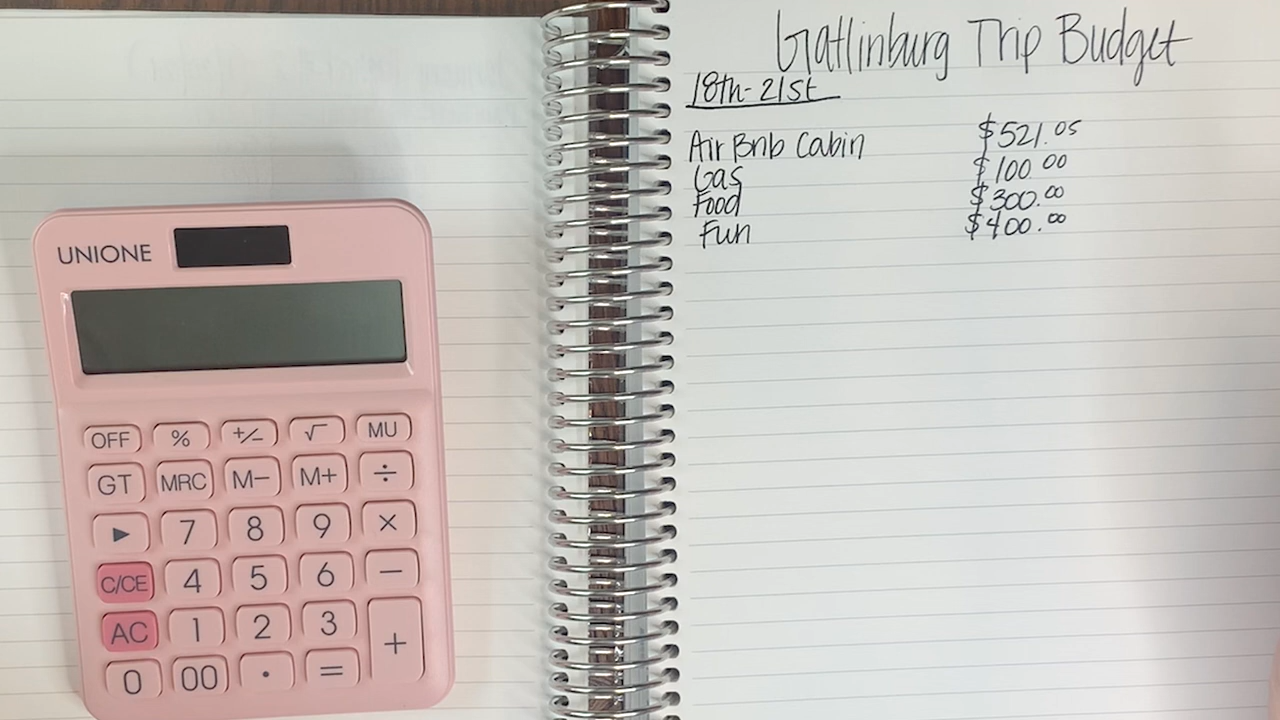 Gatlinburg Trip Budget
18th-21st
Air Bnb Cabin $521.05
Gas $100.00
Food $300.00
Fun $400.00
UNIONE
OFF % +/− √ MU
GT MRC M− M+ ÷
▶ 7 8 9 ×
C/CE 4 5 6 −
AC 1 2 3 +
0 00 . =